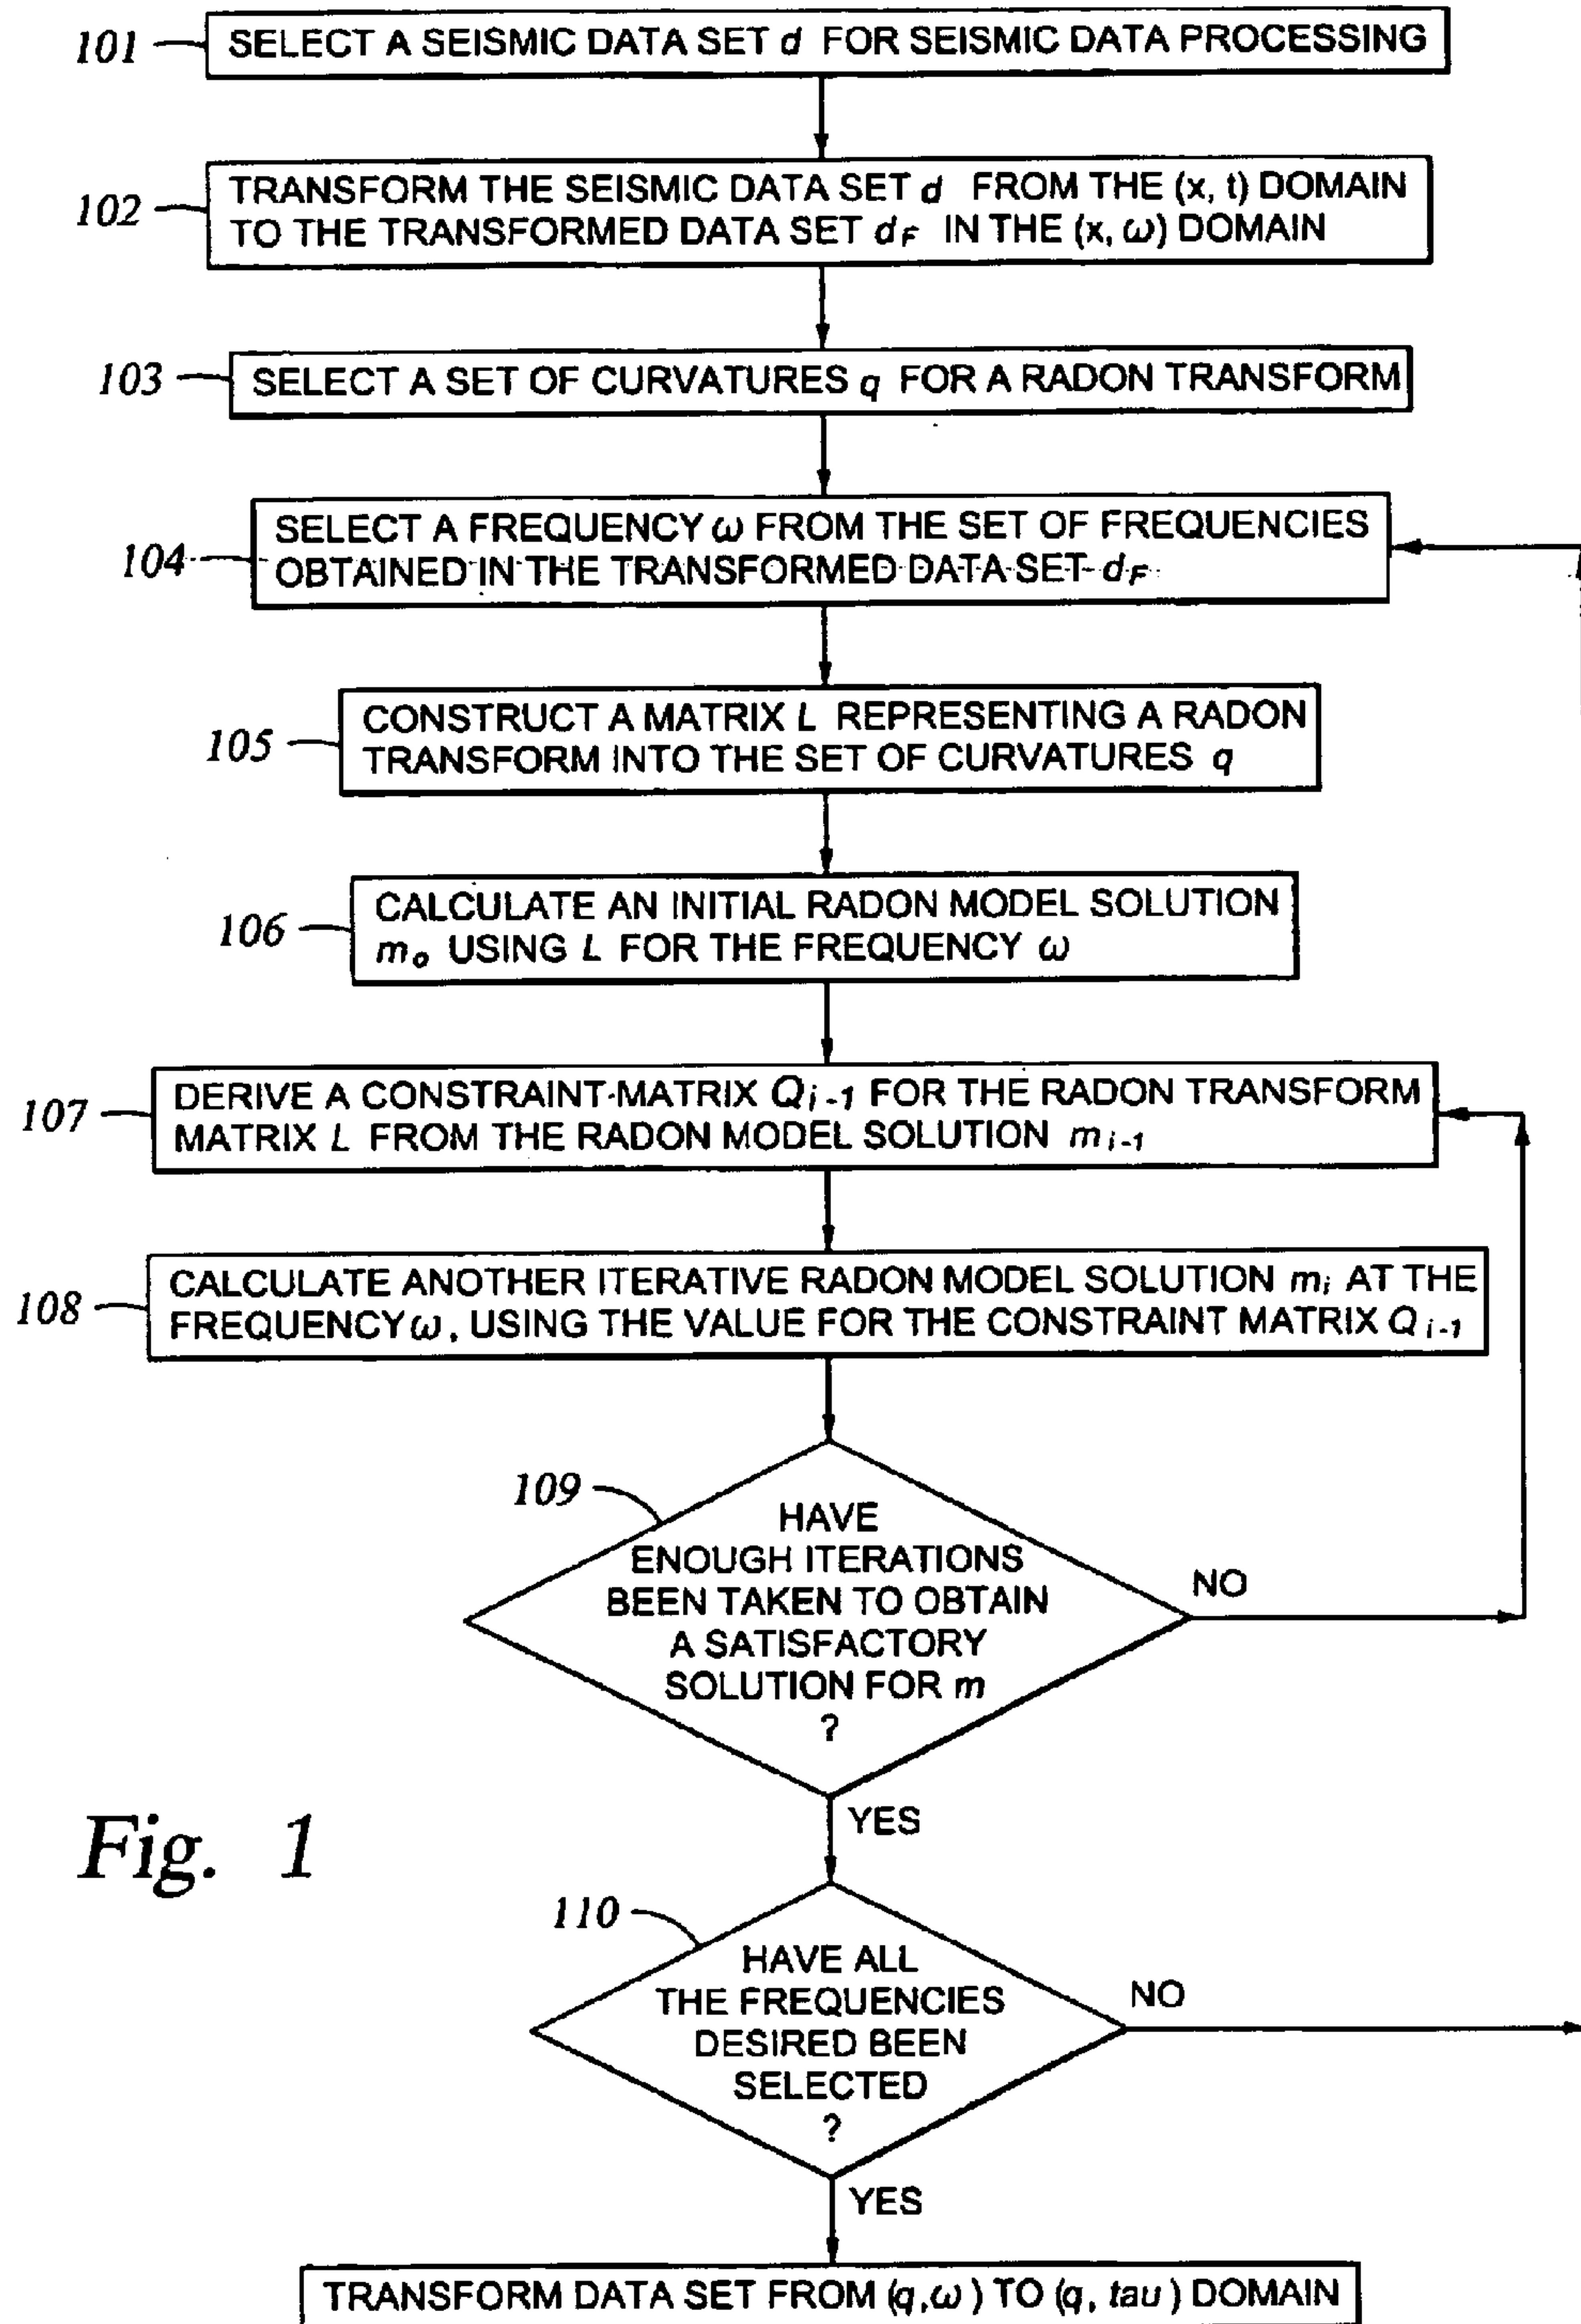 101
SELECT A SEISMIC DATA SET d FOR SEISMIC DATA PROCESSING
102
TRANSFORM THE SEISMIC DATA SET d FROM THE (x, t) DOMAIN
TO THE TRANSFORMED DATA SET dF IN THE (x, ω) DOMAIN
103
SELECT A SET OF CURVATURES q FOR A RADON TRANSFORM
104
SELECT A FREQUENCY ω FROM THE SET OF FREQUENCIES
OBTAINED IN THE TRANSFORMED DATA SET dF
105
CONSTRUCT A MATRIX L REPRESENTING A RADON
TRANSFORM INTO THE SET OF CURVATURES q
106
CALCULATE AN INITIAL RADON MODEL SOLUTION
mo USING L FOR THE FREQUENCY ω
107
DERIVE A CONSTRAINT-MATRIX Qi-1 FOR THE RADON TRANSFORM
MATRIX L FROM THE RADON MODEL SOLUTION mi-1
108
CALCULATE ANOTHER ITERATIVE RADON MODEL SOLUTION mi AT THE
FREQUENCY ω, USING THE VALUE FOR THE CONSTRAINT MATRIX Qi-1
109
HAVE
ENOUGH ITERATIONS
BEEN TAKEN TO OBTAIN
A SATISFACTORY
SOLUTION FOR m
?
NO
YES
Fig. 1
110
HAVE ALL
THE FREQUENCIES
DESIRED BEEN
SELECTED
?
NO
YES
TRANSFORM DATA SET FROM (q,ω) TO (q, tau) DOMAIN